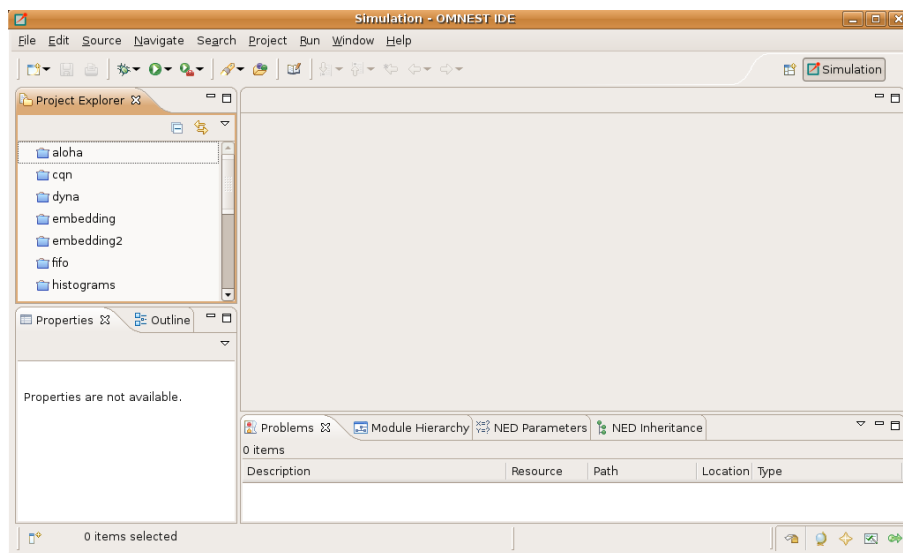 Simulation - OMNEST IDE
File Edit Source Navigate Search Project Run Window Help
Simulation
Project Explorer
aloha
cqn
dyna
embedding
embedding2
fifo
histograms
Properties Outline
Properties are not available.
Problems Module Hierarchy NED Parameters NED Inheritance
0 items
Description Resource Path Location Type
0 items selected